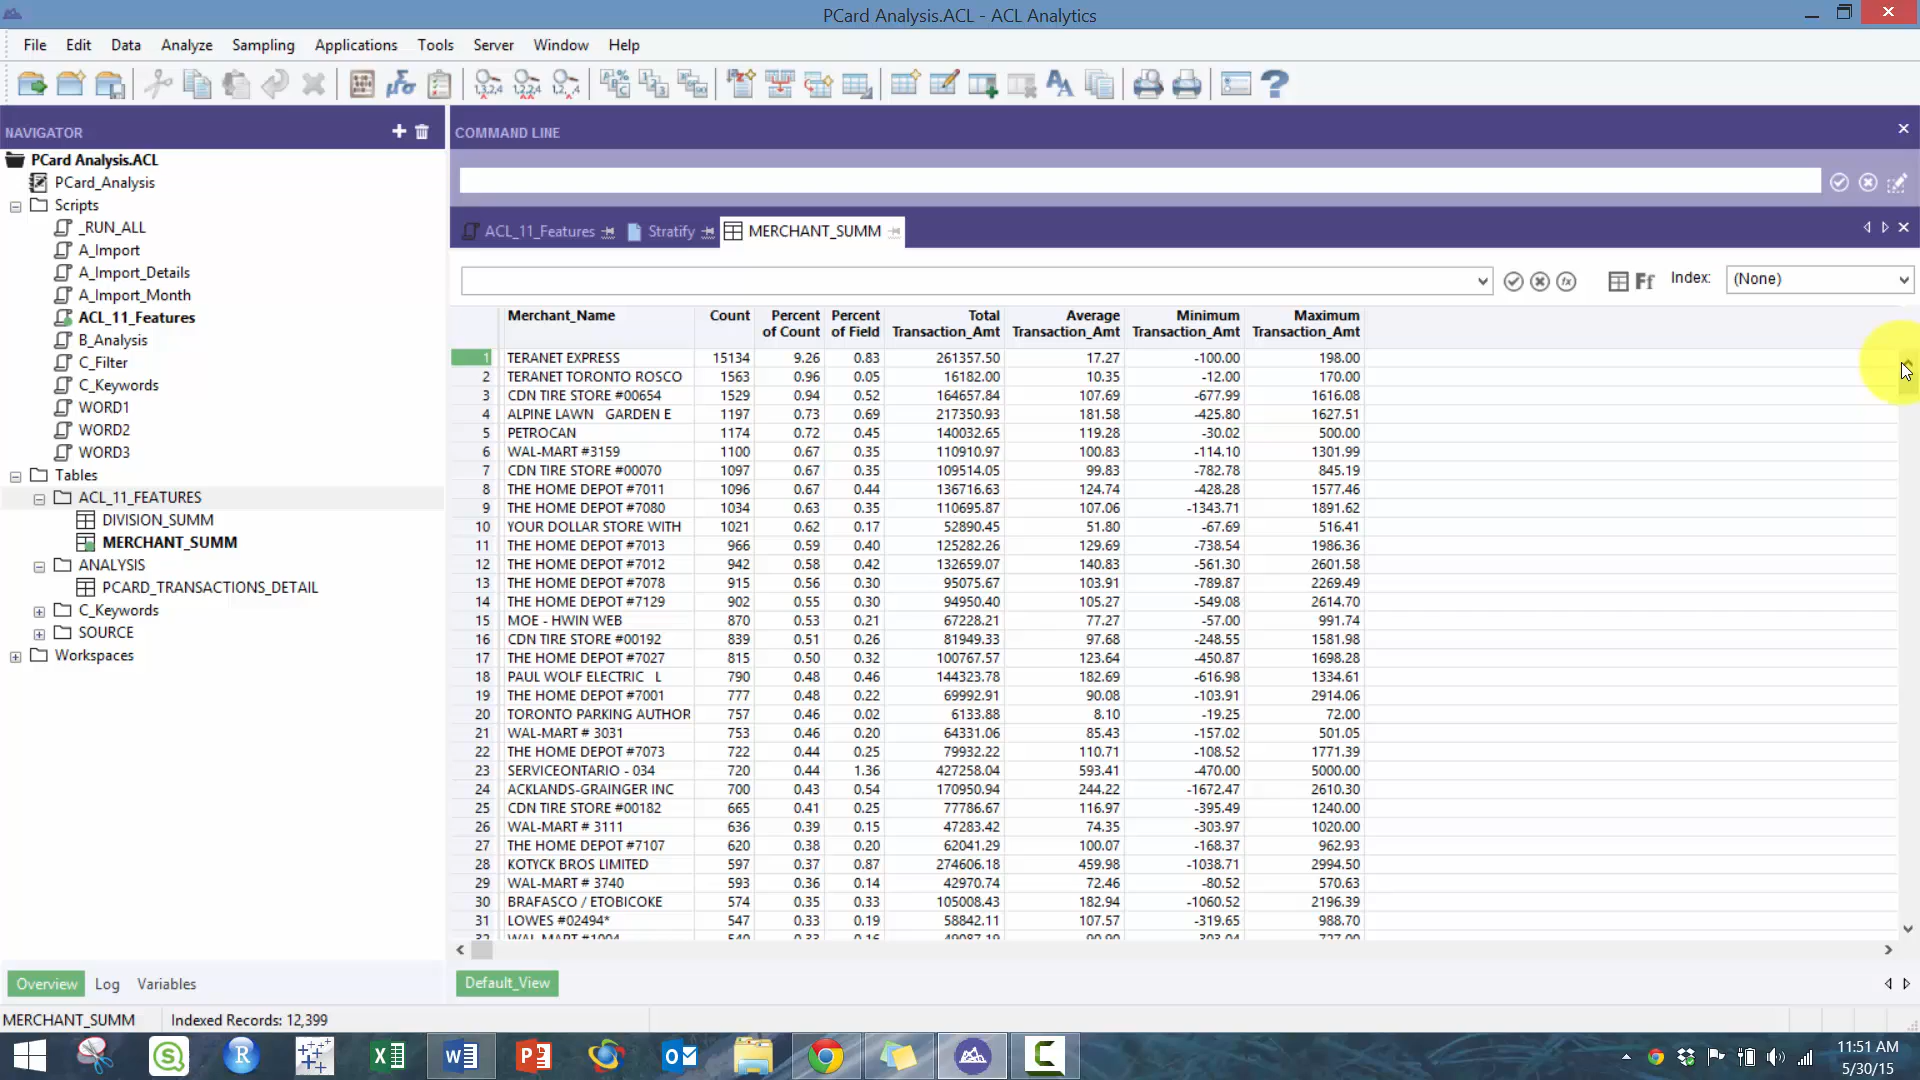 PCard Analysis.ACL - ACL Analytics
File Edit Data Analyze Sampling Applications Tools Server Window Help
NAVIGATOR
PCard Analysis.ACL
PCard_Analysis
Scripts
_RUN_ALL
A_Import
A_Import_Details
A_Import_Month
ACL_11_Features
B_Analysis
C_Filter
C_Keywords
WORD1
WORD2
WORD3
Tables
ACL_11_FEATURES
DIVISION_SUMM
MERCHANT_SUMM
ANALYSIS
PCARD_TRANSACTIONS_DETAIL
C_Keywords
SOURCE
Workspaces
Overview Log Variables
COMMAND LINE
ACL_11_Features Stratify MERCHANT_SUMM
Ff Index: (None)
Merchant_Name Count Percent of Count Percent of Field Total Transaction_Amt Average Transaction_Amt Minimum Transaction_Amt Maximum Transaction_Amt
1 TERANET EXPRESS 15134 9.26 0.83 261357.50 17.27 -100.00 198.00
2 TERANET TORONTO ROSCO 1563 0.96 0.05 16182.00 10.35 -12.00 170.00
3 CDN TIRE STORE #00654 1529 0.94 0.52 164657.84 107.69 -677.99 1616.08
4 ALPINE LAWN GARDEN E 1197 0.73 0.69 217350.93 181.58 -425.80 1627.51
5 PETROCAN 1174 0.72 0.45 140032.65 119.28 -30.02 500.00
6 WAL-MART #3159 1100 0.67 0.35 110910.97 100.83 -114.10 1301.99
7 CDN TIRE STORE #00070 1097 0.67 0.35 109514.05 99.83 -782.78 845.19
8 THE HOME DEPOT #7011 1096 0.67 0.44 136716.63 124.74 -428.28 1577.46
9 THE HOME DEPOT #7080 1034 0.63 0.35 110695.87 107.06 -1343.71 1891.62
10 YOUR DOLLAR STORE WITH 1021 0.62 0.17 52890.45 51.80 -67.69 516.41
11 THE HOME DEPOT #7013 966 0.59 0.40 125282.26 129.69 -738.54 1986.36
12 THE HOME DEPOT #7012 942 0.58 0.42 132659.07 140.83 -561.30 2601.58
13 THE HOME DEPOT #7078 915 0.56 0.30 95075.67 103.91 -789.87 2269.49
14 THE HOME DEPOT #7129 902 0.55 0.30 94950.40 105.27 -549.08 2614.70
15 MOE - HWIN WEB 870 0.53 0.21 67228.21 77.27 -57.00 991.74
16 CDN TIRE STORE #00192 839 0.51 0.26 81949.33 97.68 -248.55 1581.98
17 THE HOME DEPOT #7027 815 0.50 0.32 100767.57 123.64 -450.87 1698.28
18 PAUL WOLF ELECTRIC L 790 0.48 0.46 144323.78 182.69 -616.98 1334.61
19 THE HOME DEPOT #7001 777 0.48 0.22 69992.91 90.08 -103.91 2914.06
20 TORONTO PARKING AUTHOR 757 0.46 0.02 6133.88 8.10 -19.25 72.00
21 WAL-MART # 3031 753 0.46 0.20 64331.06 85.43 -157.02 501.05
22 THE HOME DEPOT #7073 722 0.44 0.25 79932.22 110.71 -108.52 1771.39
23 SERVICEONTARIO - 034 720 0.44 1.36 427258.04 593.41 -470.00 5000.00
24 ACKLANDS-GRAINGER INC 700 0.43 0.54 170950.94 244.22 -1672.47 2610.30
25 CDN TIRE STORE #00182 665 0.41 0.25 77786.67 116.97 -395.49 1240.00
26 WAL-MART # 3111 636 0.39 0.15 47283.42 74.35 -303.97 1020.00
27 THE HOME DEPOT #7107 620 0.38 0.20 62041.29 100.07 -168.37 962.93
28 KOTYCK BROS LIMITED 597 0.37 0.87 274606.18 459.98 -1038.71 2994.50
29 WAL-MART # 3740 593 0.36 0.14 42970.74 72.46 -80.52 570.63
30 BRAFASCO / ETOBICOKE 574 0.35 0.33 105008.43 182.94 -1060.52 2196.39
31 LOWES #02494* 547 0.33 0.19 58842.11 107.57 -319.65 988.70
Default_View
MERCHANT_SUMM Indexed Records: 12,399
11:51 AM
5/30/15